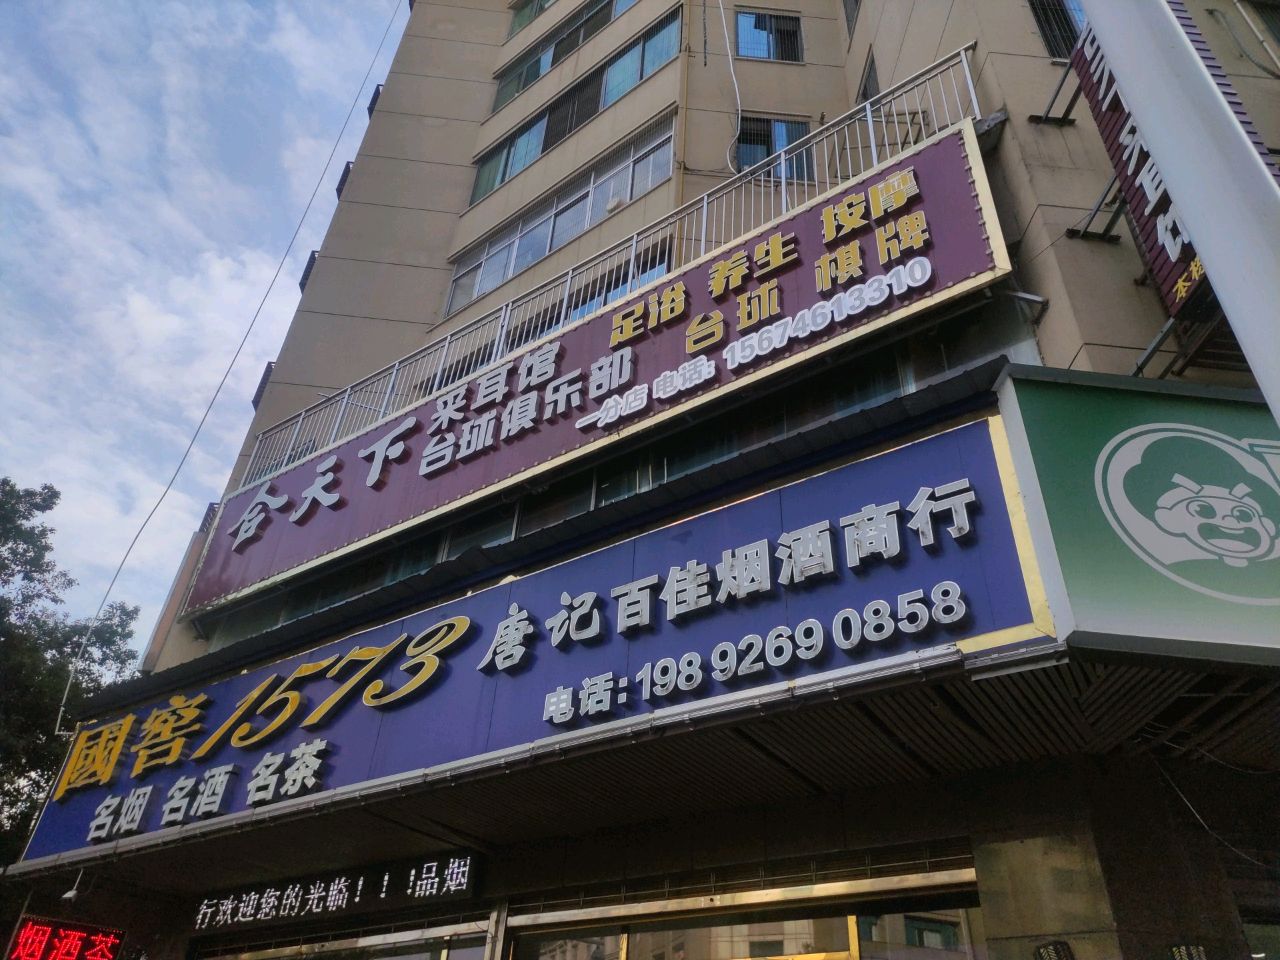 合天下
采耳馆
台球俱乐部
足浴 养生 按摩
台球 棋牌
一分店 电话: 15674613310
國窖1573
名烟 名酒 名茶
唐记百佳烟酒商行
电话: 198 9269 0858
行欢迎您的光临！！！品烟
烟酒茶